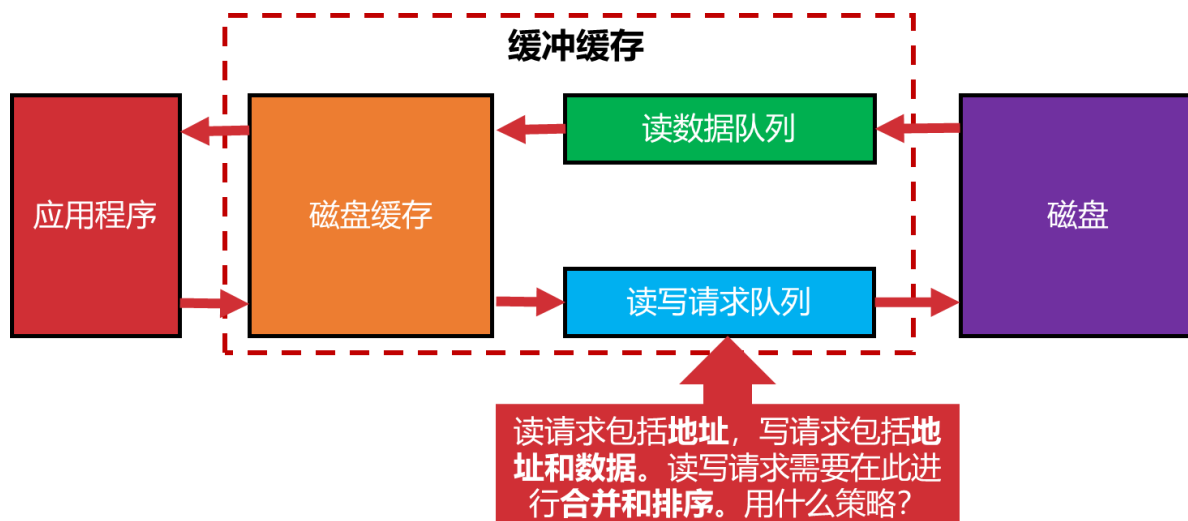 缓冲缓存
读数据队列
应用程序
磁盘缓存
磁盘
读写请求队列
读请求包括地址，写请求包括地
址和数据。读写请求需要在此进
行合并和排序。用什么策略？